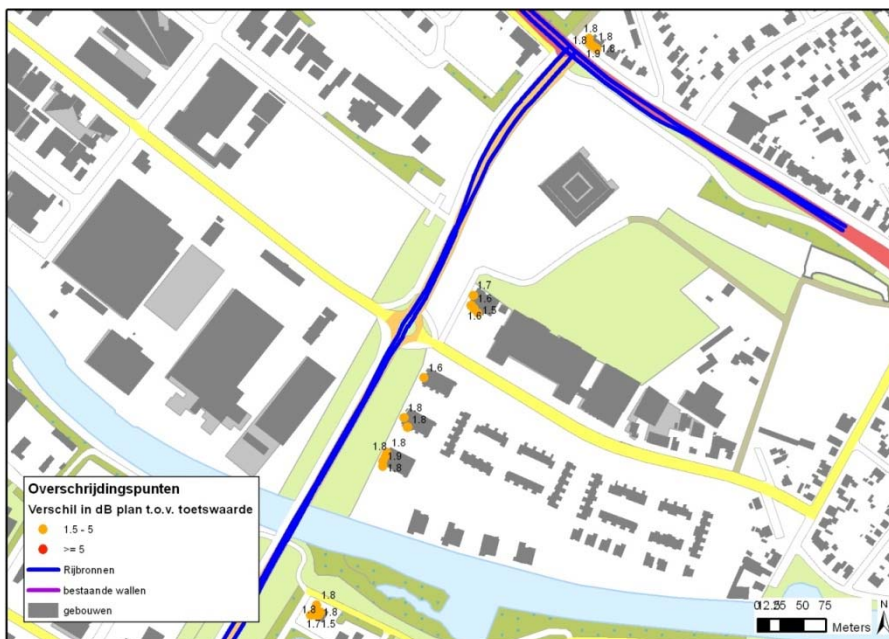 1.8
1.8
1.8
1.9
1.8
1.7
1.6
1.5
1.6
1.6
1.8
1.8
1.8
1.8
1.9
1.8
Overschrijdingspunten
Verschil in dB plan t.o.v. toetswaarde
1.5 - 5
>= 5
Rijbronnen
bestaande wallen
gebouwen
1.8
1.8
1.8
1.71.5
012.525 50 75
Meters
N